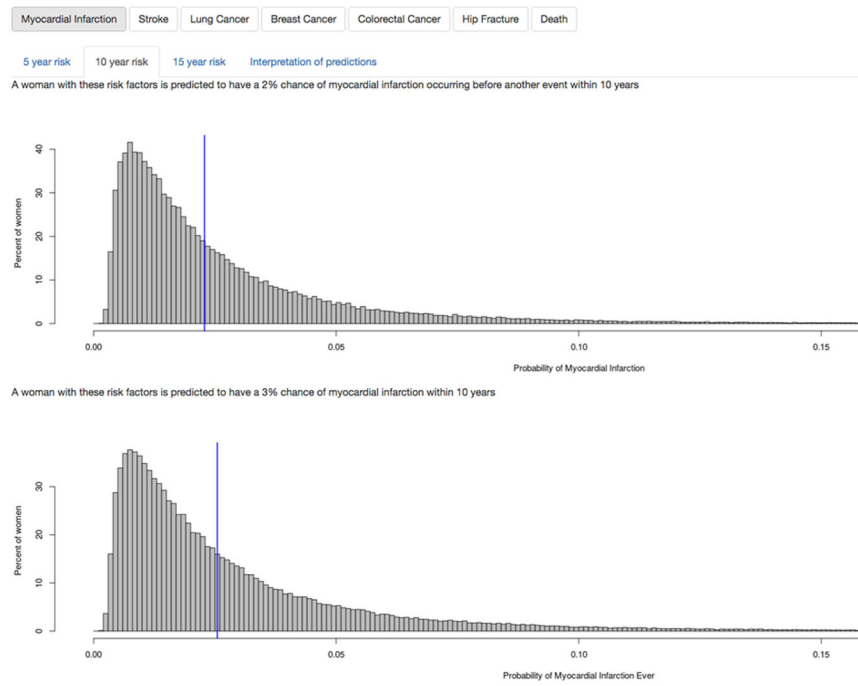 Myocardial Infarction Stroke Lung Cancer Breast Cancer Colorectal Cancer Hip Fracture Death
5 year risk 10 year risk 15 year risk Interpretation of predictions
A woman with these risk factors is predicted to have a 2% chance of myocardial infarction occurring before another event within 10 years
40
30
20
10
0
Percent of women
0.00 0.05 0.10 0.15
Probability of Myocardial Infarction
A woman with these risk factors is predicted to have a 3% chance of myocardial infarction within 10 years
30
20
10
0
Percent of women
0.00 0.05 0.10 0.15
Probability of Myocardial Infarction Ever